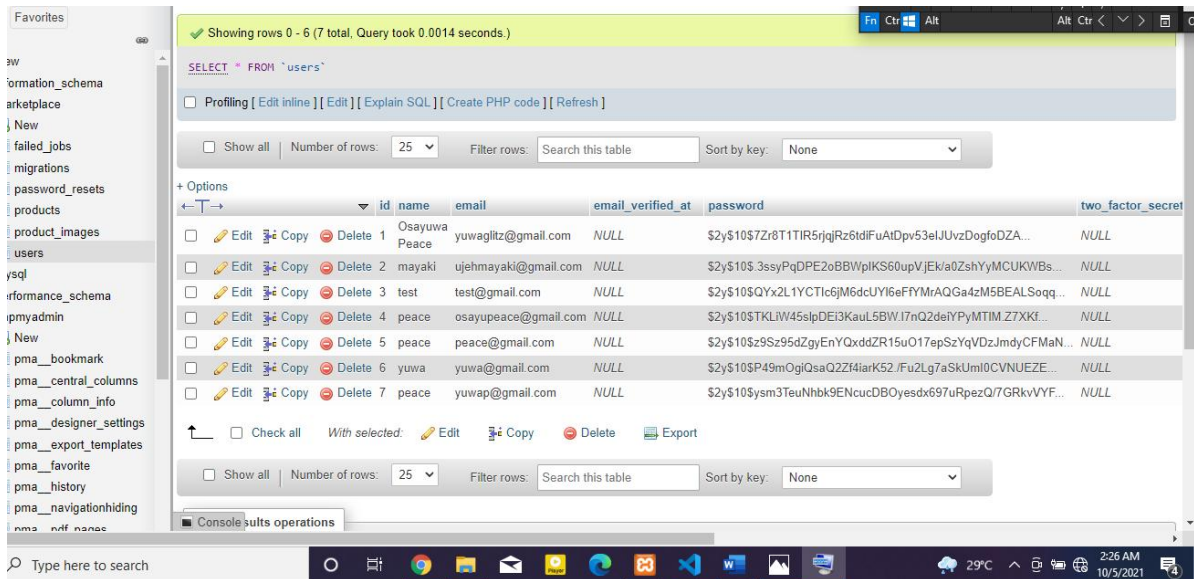 Favorites
Fn Ctr Alt Alt Ctr
Showing rows 0 - 6 (7 total, Query took 0.0014 seconds.)
SELECT * FROM `users`
Profiling [ Edit inline ] [ Edit ] [ Explain SQL ] [ Create PHP code ] [ Refresh ]
ew
formation_schema
arketplace
New
failed_jobs
migrations
password_resets
products
product_images
users
ysql
erformance_schema
pmyadmin
New
pma__bookmark
pma__central_columns
pma__column_info
pma__designer_settings
pma__export_templates
pma__favorite
pma__history
pma__navigationhiding
pma__pdf_pages
Show all | Number of rows: 25 Filter rows: Search this table Sort by key: None
+ Options
←T→ id name email email_verified_at password two_factor_secret
Edit Copy Delete 1 Osayuwa Peace yuwaglitz@gmail.com NULL NULL
Edit Copy Delete 2 mayaki ujehmayaki@gmail.com NULL NULL
Edit Copy Delete 3 test test@gmail.com NULL NULL
Edit Copy Delete 4 peace osayupeace@gmail.com NULL NULL
Edit Copy Delete 5 peace peace@gmail.com NULL NULL
Edit Copy Delete 6 yuwa yuwa@gmail.com NULL NULL
Edit Copy Delete 7 peace yuwap@gmail.com NULL NULL
Check all With selected: Edit Copy Delete Export
Show all | Number of rows: 25 Filter rows: Search this table Sort by key: None
Console sults operations
Type here to search
29°C 2:26 AM
10/5/2021
4